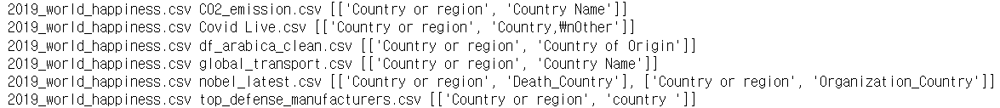 2019_world_happiness.csv CO2_emission.csv [['Country or region', 'Country Name']]
2019_world_happiness.csv Covid Live.csv [['Country or region', 'Country,₩nOther']]
2019_world_happiness.csv df_arabica_clean.csv [['Country or region', 'Country of Origin']]
2019_world_happiness.csv global_transport.csv [['Country or region', 'Country Name']]
2019_world_happiness.csv nobel_latest.csv [['Country or region', 'Death_Country'], ['Country or region', 'Organization_Country']]
2019_world_happiness.csv top_defense_manufacturers.csv [['Country or region', 'country ']]